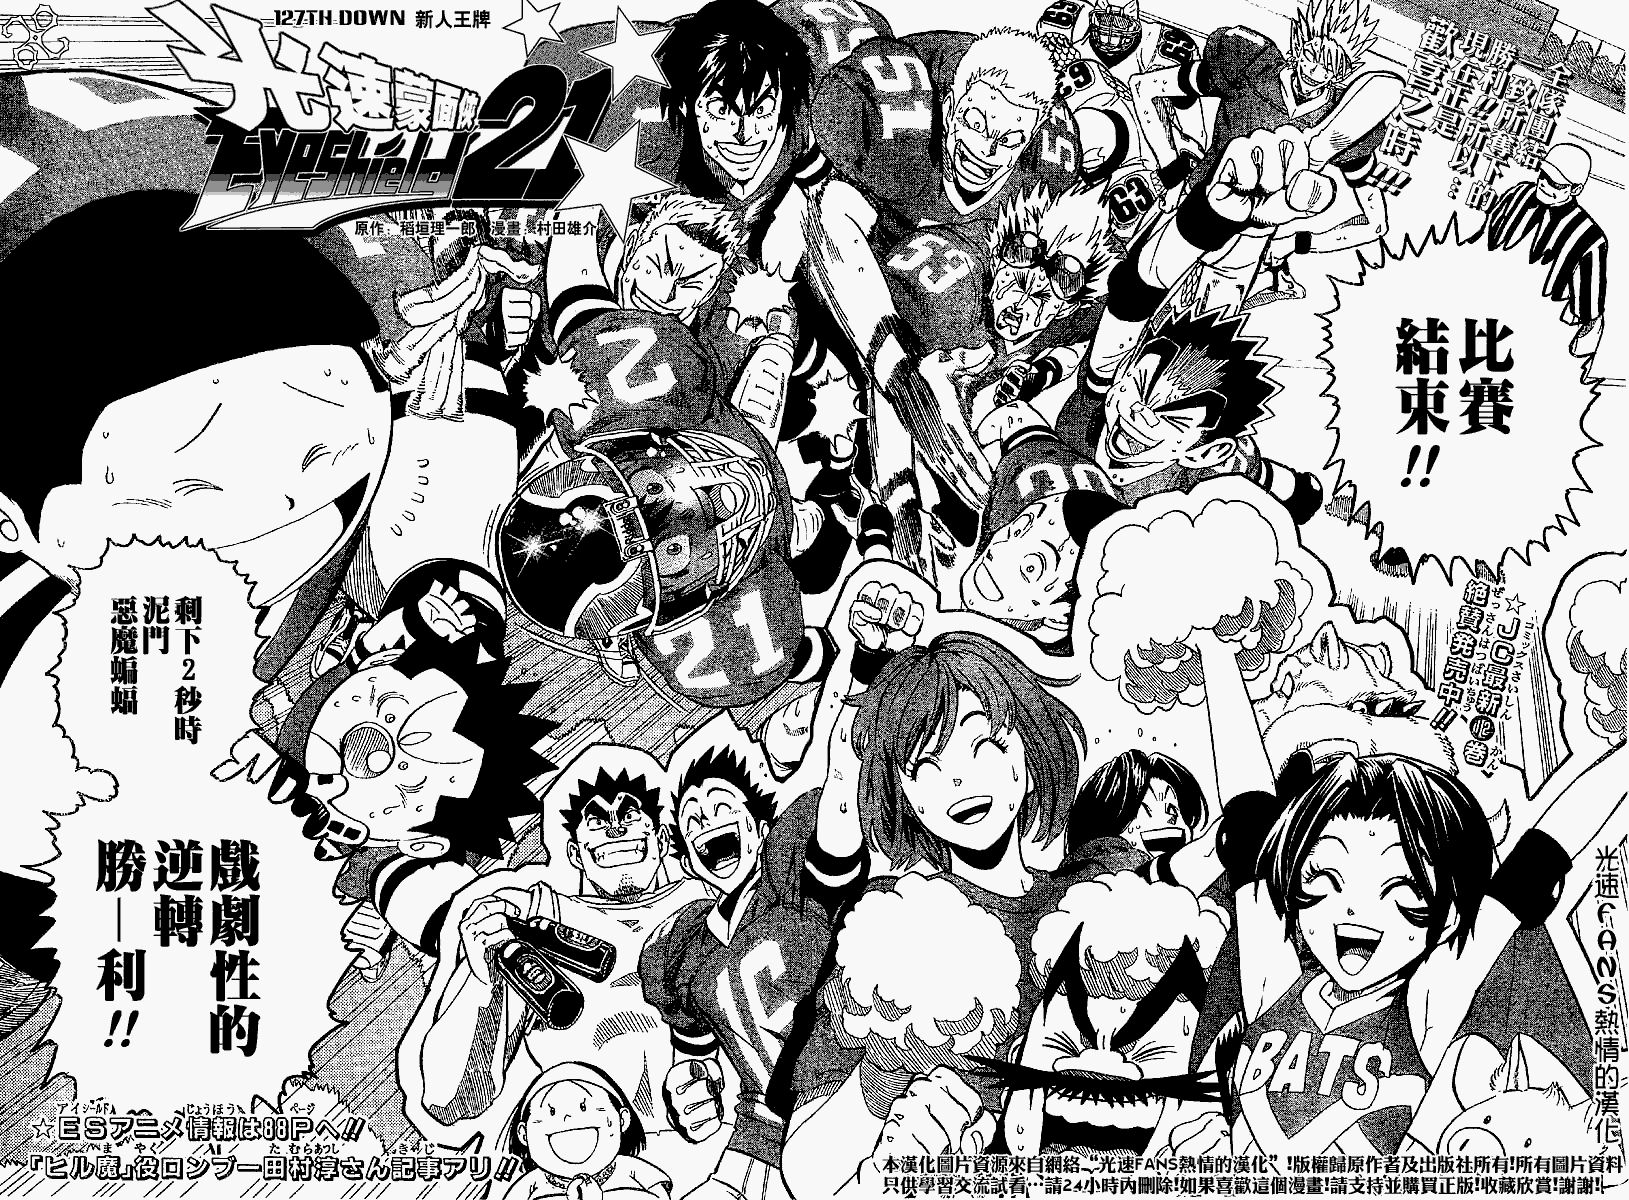 127TH DOWN 新人王牌
光速蒙面俠
Eyeshield 21
原作：稻垣理一郎 漫畫：村田雄介
全隊團結
一致所奪下的
勝利!!所以…
現在正是
歡喜之時!!!
比賽
結束!!
☆JC最新12巻
絶賛発売中!!
剩下2秒時
泥門
惡魔蝙蝠
戲劇性的
逆轉
勝—利!!
51
51
53
63
63
2
21
BATS
光速FANS熱情的漢化
☆ESアニメ情報は88Pへ!!
「ヒル魔」役ロンブー田村淳さん記事アリ!!
本漢化圖片資源來自網絡“光速FANS熱情的漢化”!版權歸原作者及出版社所有!所有圖片資料
只供學習交流試看…請24小時內刪除!如果喜歡這個漫畫!請支持並購買正版!收藏欣賞!謝謝!